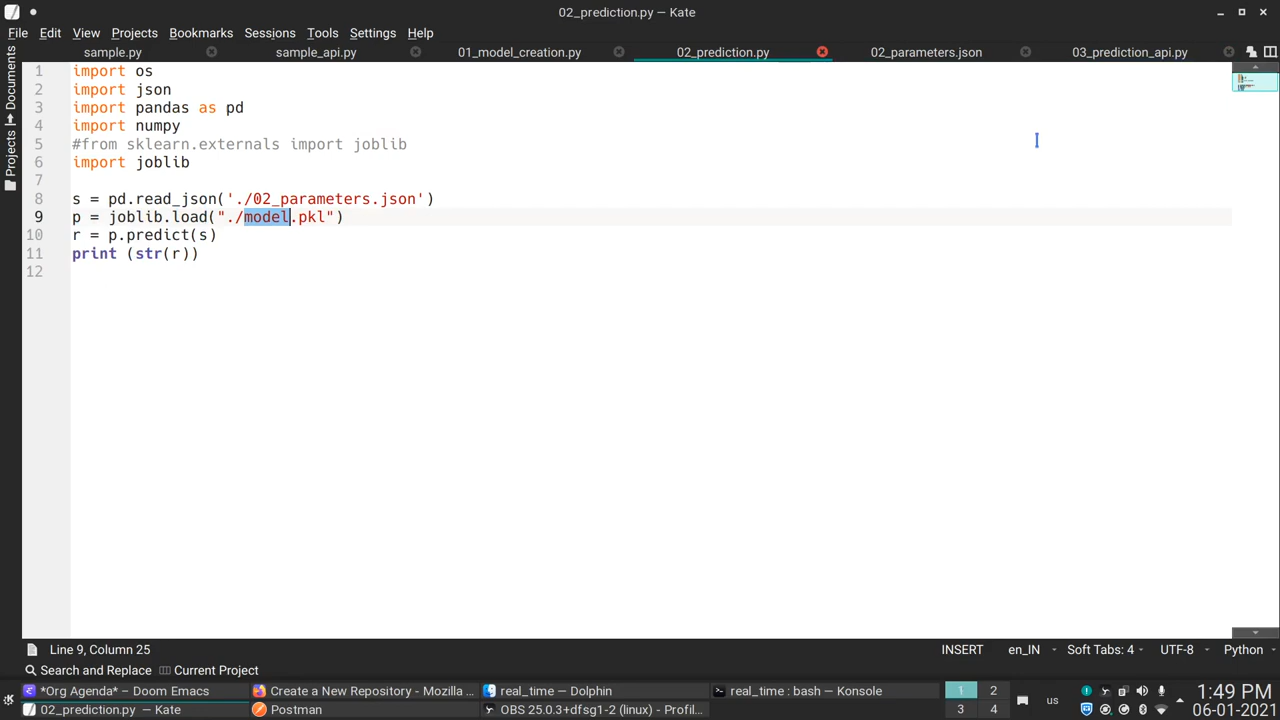 02_prediction.py — Kate
File Edit View Projects Bookmarks Sessions Tools Settings Help
sample.py sample_api.py 01_model_creation.py 02_prediction.py 02_parameters.json 03_prediction_api.py
Documents
Projects
1 import os
2 import json
3 import pandas as pd
4 import numpy
5 #from sklearn.externals import joblib
6 import joblib
7
8 s = pd.read_json('./02_parameters.json')
9 p = joblib.load("./model.pkl")
10 r = p.predict(s)
11 print (str(r))
12
Line 9, Column 25 INSERT en_IN Soft Tabs: 4 UTF-8 Python
Search and Replace Current Project
*Org Agenda* – Doom Emacs Create a New Repository - Mozilla ... real_time — Dolphin real_time : bash — Konsole 1 2 us 1:49 PM
02_prediction.py — Kate Postman OBS 25.0.3+dfsg1-2 (linux) - Profil... 3 4 06-01-2021